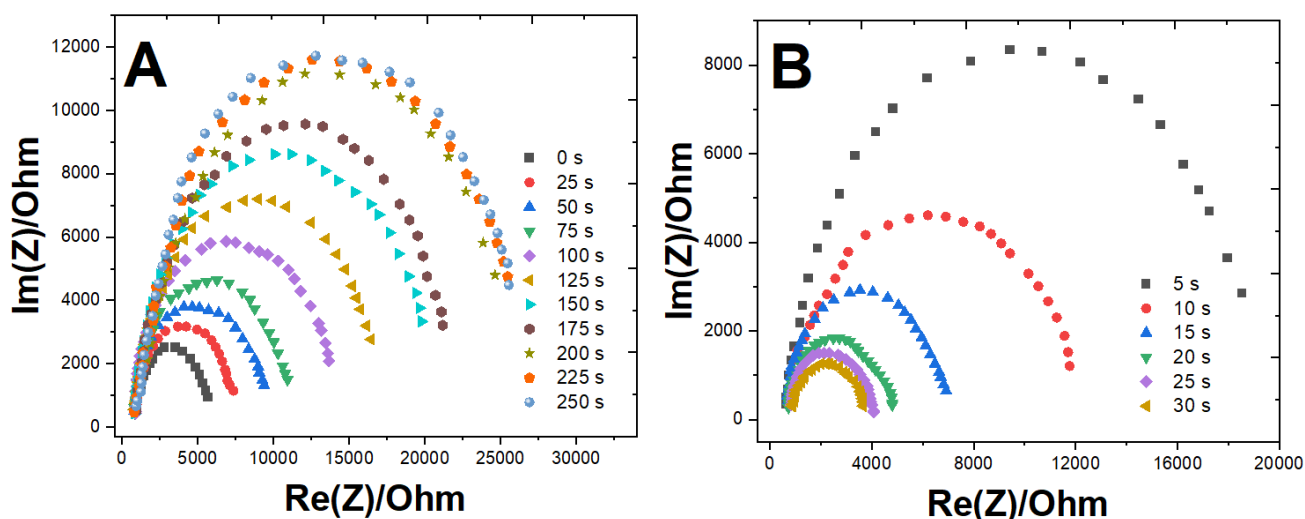 A
Im(Z)/Ohm
12000
10000
8000
6000
4000
2000
0
0 s
25 s
50 s
75 s
100 s
125 s
150 s
175 s
200 s
225 s
250 s
0 5000 10000 15000 20000 25000 30000
Re(Z)/Ohm
B
Im(Z)/Ohm
8000
6000
4000
2000
0
5 s
10 s
15 s
20 s
25 s
30 s
0 4000 8000 12000 16000 20000
Re(Z)/Ohm